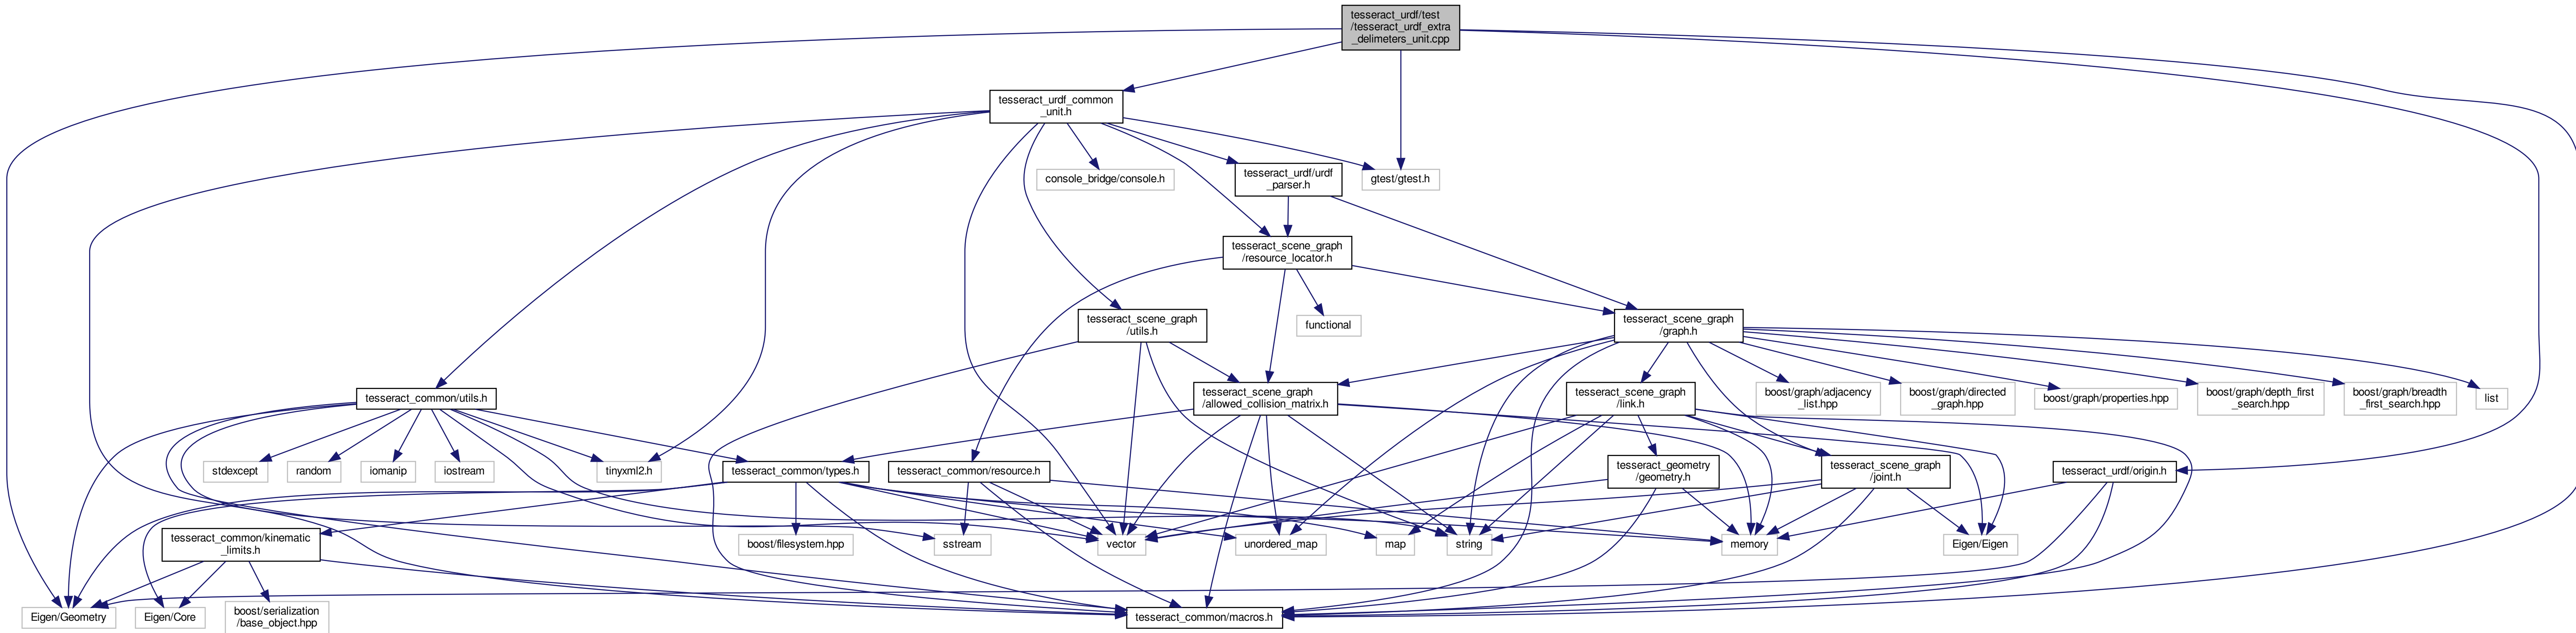 tesseract_urdf/test
/tesseract_urdf_extra
_delimeters_unit.cpp
tesseract_urdf_common
_unit.h
console_bridge/console.h
tesseract_urdf/urdf
_parser.h
gtest/gtest.h
tesseract_scene_graph
/resource_locator.h
tesseract_scene_graph
/utils.h
functional
tesseract_scene_graph
/graph.h
tesseract_common/utils.h
tesseract_scene_graph
/allowed_collision_matrix.h
tesseract_scene_graph
/link.h
boost/graph/adjacency
_list.hpp
boost/graph/directed
_graph.hpp
boost/graph/properties.hpp
boost/graph/depth_first
_search.hpp
boost/graph/breadth
_first_search.hpp
list
stdexcept
random
iomanip
iostream
tinyxml2.h
tesseract_common/types.h
tesseract_common/resource.h
tesseract_geometry
/geometry.h
tesseract_scene_graph
/joint.h
tesseract_urdf/origin.h
tesseract_common/kinematic
_limits.h
boost/filesystem.hpp
sstream
vector
unordered_map
map
string
memory
Eigen/Eigen
Eigen/Geometry
Eigen/Core
boost/serialization
/base_object.hpp
tesseract_common/macros.h